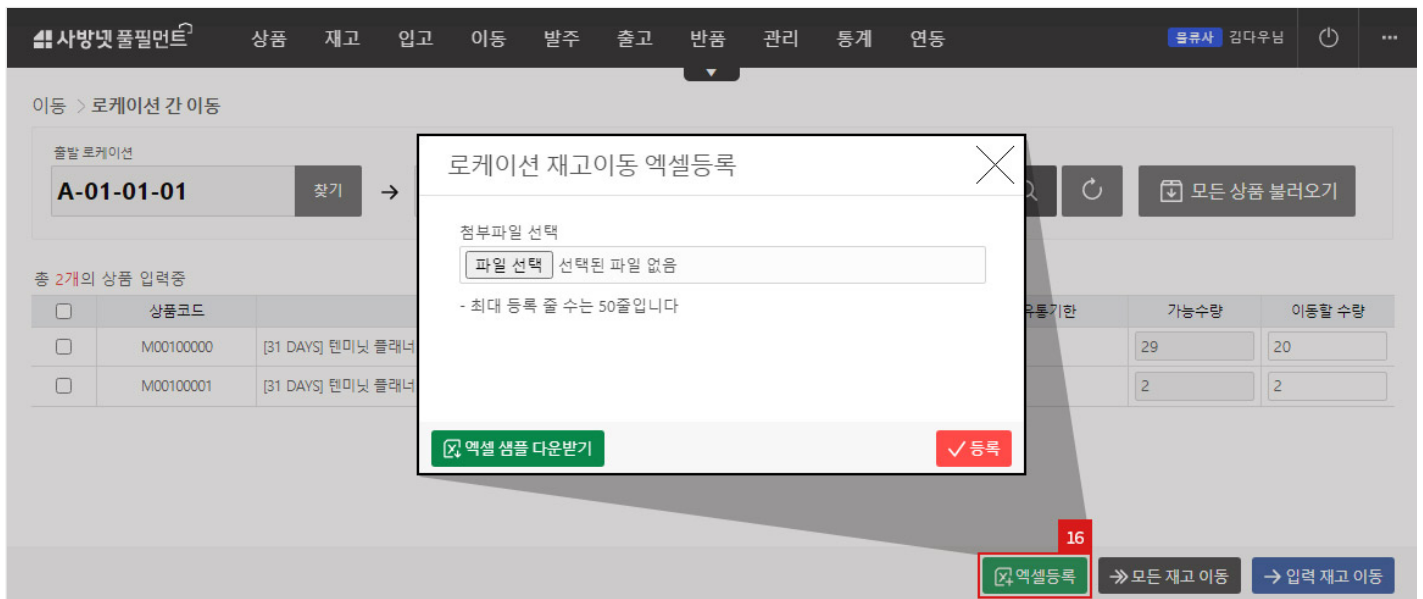 사방넷 풀필먼트 상품 재고 입고 이동 발주 출고 반품 관리 통계 연동 물류사 김다우님 ...
▼
이동 > 로케이션 간 이동
출발 로케이션
A-01-01-01 찾기 → 모든 상품 불러오기
로케이션 재고이동 엑셀등록
첨부파일 선택
파일 선택 선택된 파일 없음
- 최대 등록 줄 수는 50줄입니다
엑셀 샘플 다운받기 등록
총 2개의 상품 입력중
상품코드 유통기한 가능수량 이동할 수량
M00100000 [31 DAYS] 텐미닛 플래너 29 20
M00100001 [31 DAYS] 텐미닛 플래너 2 2
16
엑셀등록 모든 재고 이동 입력 재고 이동